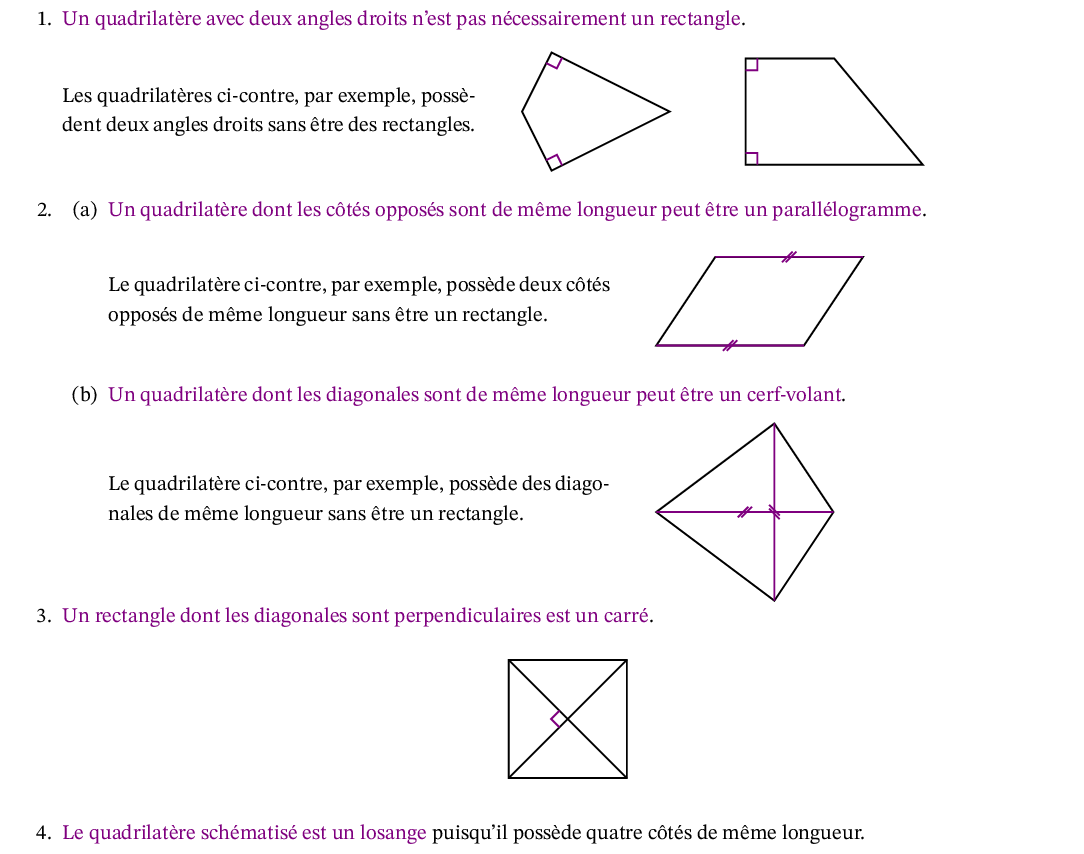 1. Un quadrilatère avec deux angles droits n'est pas nécessairement un rectangle.
Les quadrilatères ci-contre, par exemple, possè-
dent deux angles droits sans être des rectangles.
2. (a) Un quadrilatère dont les côtés opposés sont de même longueur peut être un parallélogramme.
Le quadrilatère ci-contre, par exemple, possède deux côtés
opposés de même longueur sans être un rectangle.
(b) Un quadrilatère dont les diagonales sont de même longueur peut être un cerf-volant.
Le quadrilatère ci-contre, par exemple, possède des diago-
nales de même longueur sans être un rectangle.
3. Un rectangle dont les diagonales sont perpendiculaires est un carré.
4. Le quadrilatère schématisé est un losange puisqu'il possède quatre côtés de même longueur.